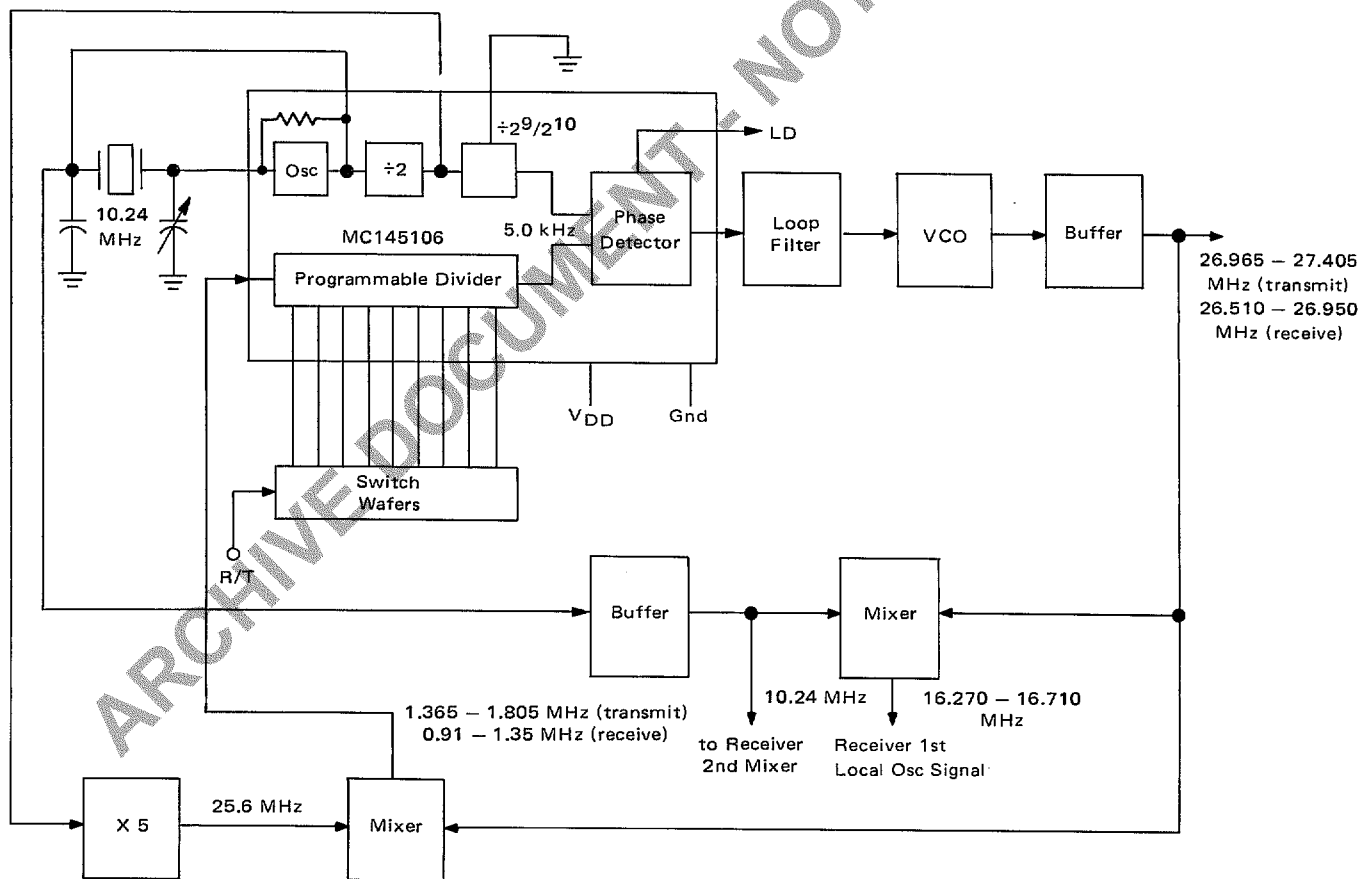 ARCHIVE DOCUMENT - NOT
÷2⁹/2¹⁰
LD
Osc
÷2
10.24
MHz
MC145106
5.0 kHz
Phase
Detector
Loop
Filter
VCO
Buffer
Programmable Divider
26.965 – 27.405
MHz (transmit)
26.510 – 26.950
MHz (receive)
VDD
Gnd
Switch
Wafers
R/T
Buffer
Mixer
10.24 MHz
16.270 – 16.710
MHz
1.365 – 1.805 MHz (transmit)
0.91 – 1.35 MHz (receive)
to Receiver
2nd Mixer
Receiver 1st
Local Osc Signal
X 5
25.6 MHz
Mixer